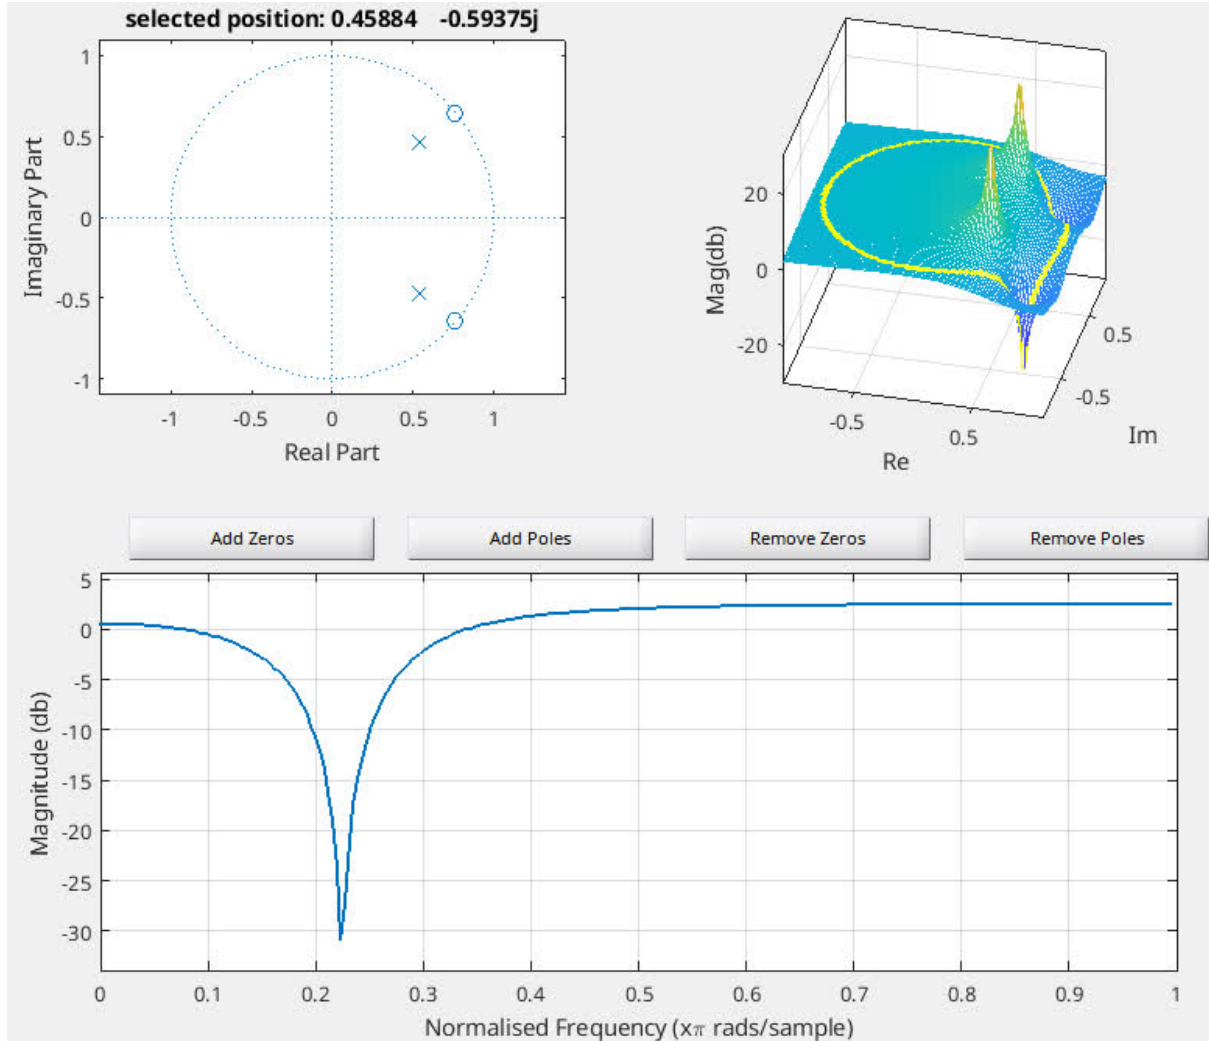 selected position: 0.45884 -0.59375j
1
0.5
0
-0.5
-1
Imaginary Part
-1 -0.5 0 0.5 1
Real Part
20
0
-20
Mag(db)
-0.5
0.5
Re
0.5
-0.5
Im
Add Zeros
Add Poles
Remove Zeros
Remove Poles
5
0
-5
-10
-15
-20
-25
-30
Magnitude (db)
0 0.1 0.2 0.3 0.4 0.5 0.6 0.7 0.8 0.9 1
Normalised Frequency (xπ rads/sample)